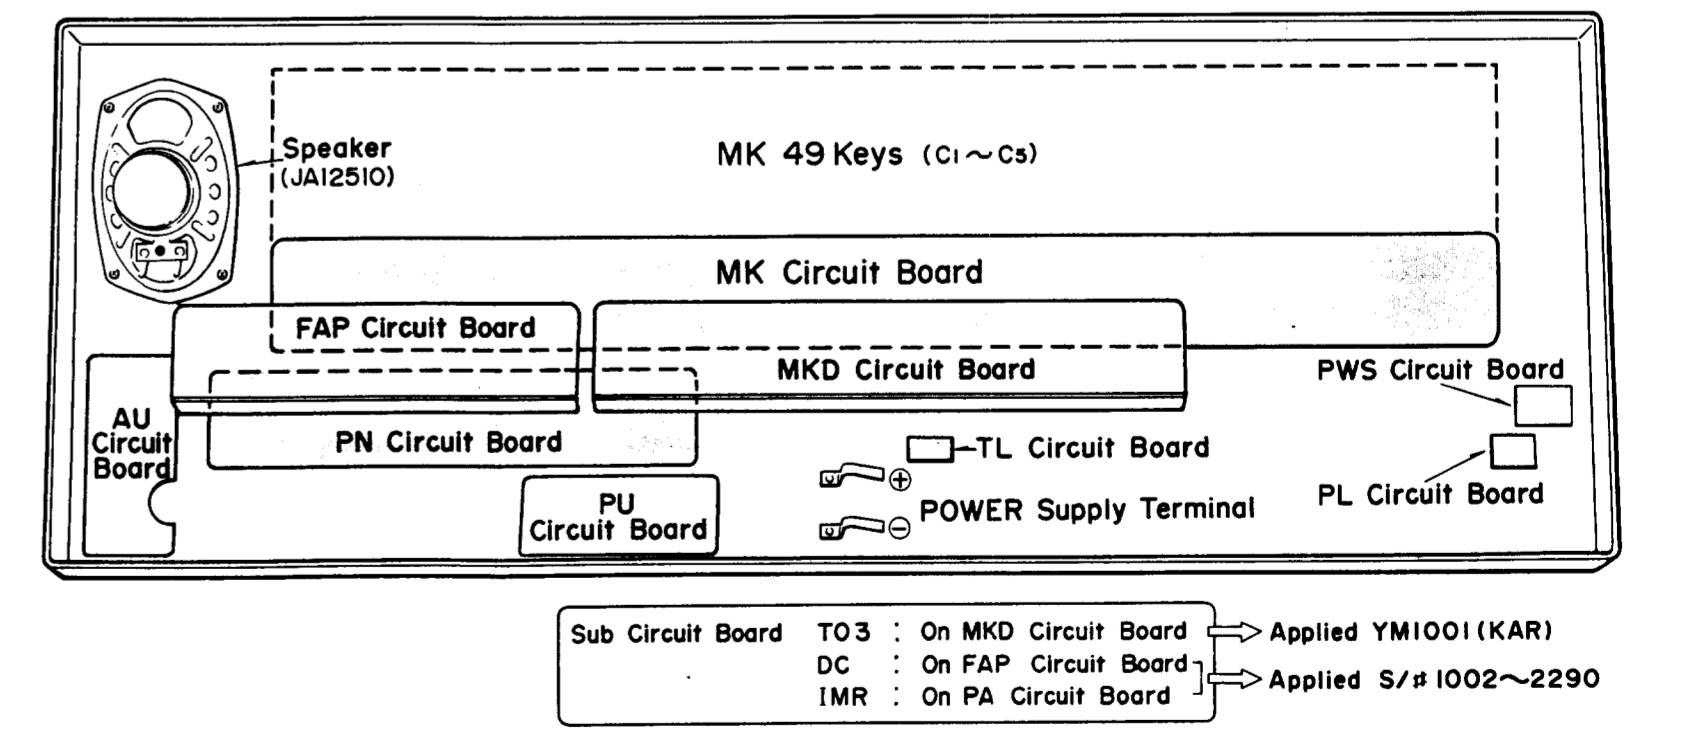 Speaker
(JA12510)
MK 49 Keys (C1～C5)
MK Circuit Board
FAP Circuit Board
MKD Circuit Board
PWS Circuit Board
AU
Circuit
Board
PN Circuit Board
TL Circuit Board
PL Circuit Board
PU
Circuit Board
⊕
POWER Supply Terminal
⊖
Sub Circuit Board TO3 : On MKD Circuit Board ⇨ Applied YM1001(KAR)
DC : On FAP Circuit Board
IMR : On PA Circuit Board
⇨ Applied S/# 1002～2290